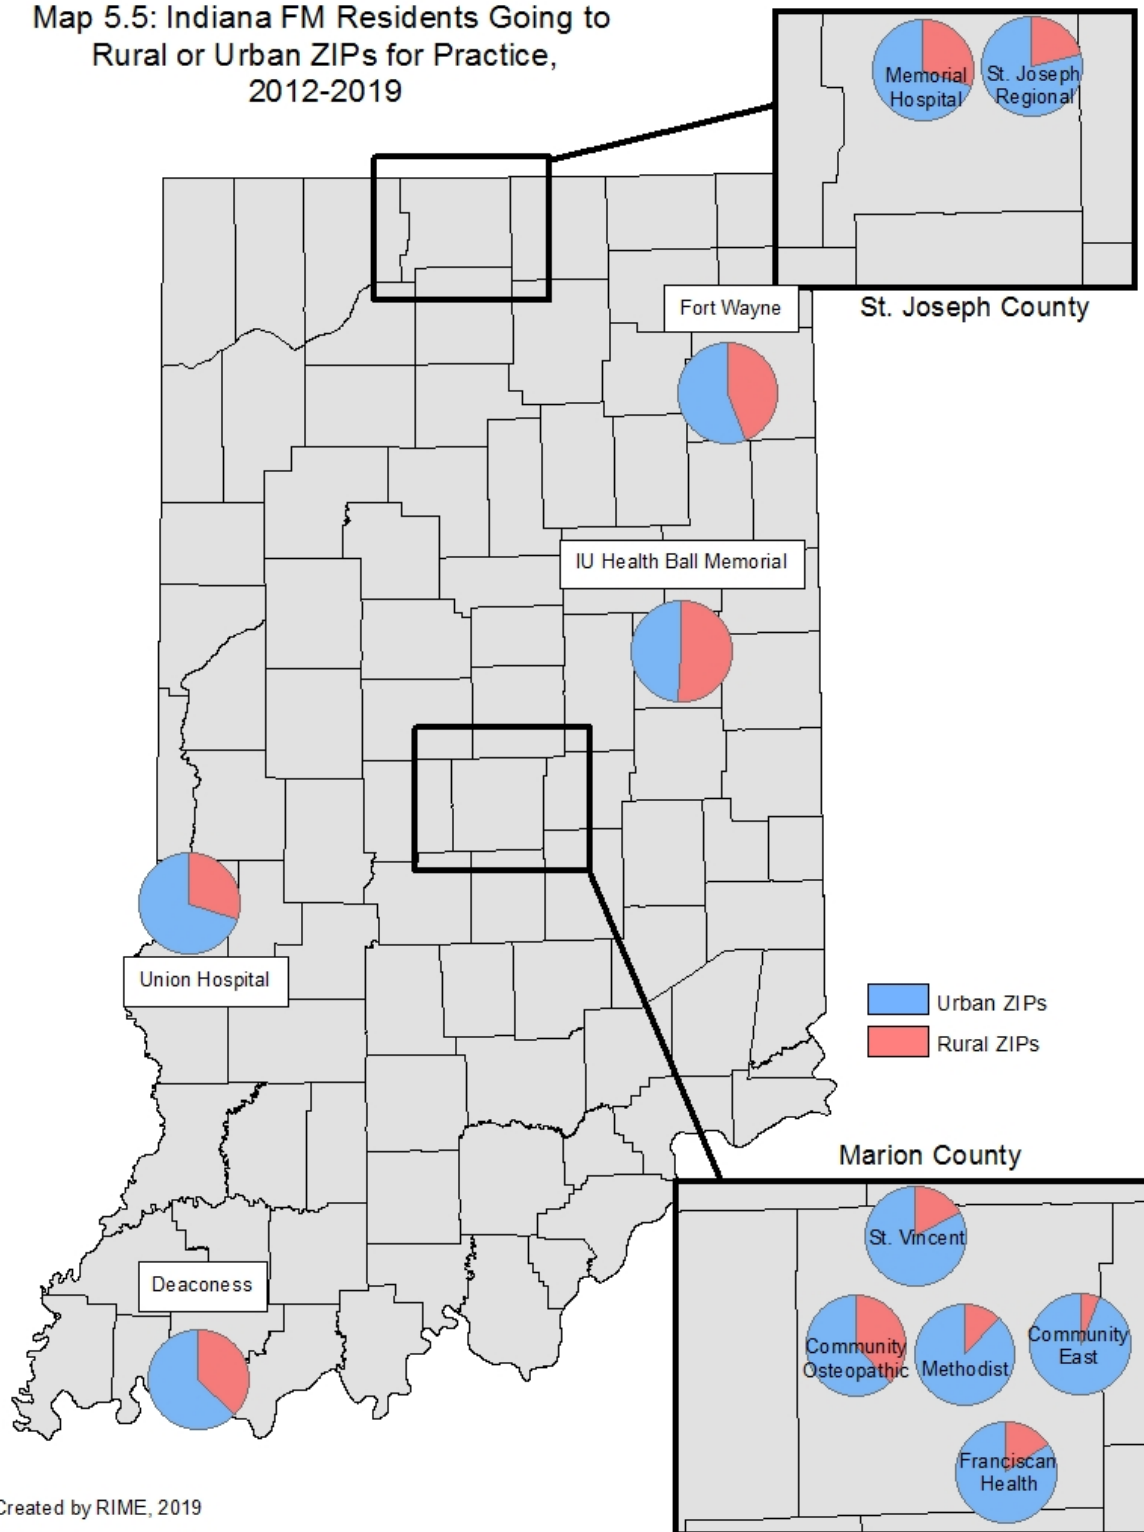 Map 5.5: Indiana FM Residents Going to
Rural or Urban ZIPs for Practice,
2012-2019
Memorial
Hospital
St. Joseph
Regional
St. Joseph County
Fort Wayne
IU Health Ball Memorial
Union Hospital
Urban ZIPs
Rural ZIPs
Deaconess
Marion County
St. Vincent
Community
Osteopathic
Methodist
Community
East
Franciscan
Health
Created by RIME, 2019